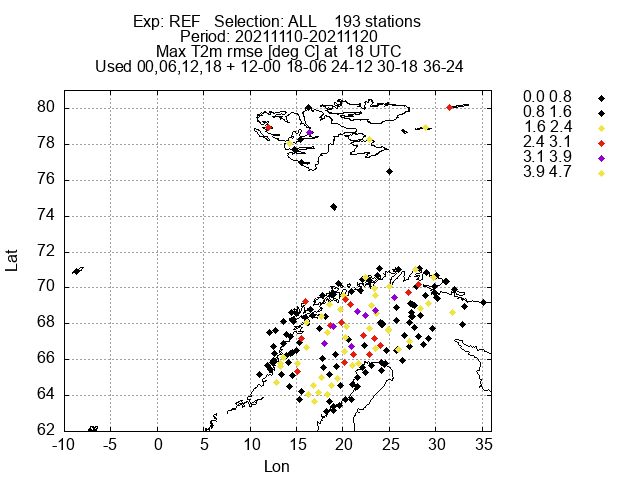 Exp: REF Selection: ALL 193 stations
Period: 20211110-20211120
Max T2m rmse [deg C] at 18 UTC
Used 00,06,12,18 + 12-00 18-06 24-12 30-18 36-24
0.0 0.8
0.8 1.6
1.6 2.4
2.4 3.1
3.1 3.9
3.9 4.7
80
78
76
74
72
70
68
66
64
62
Lat
-10 -5 0 5 10 15 20 25 30 35
Lon